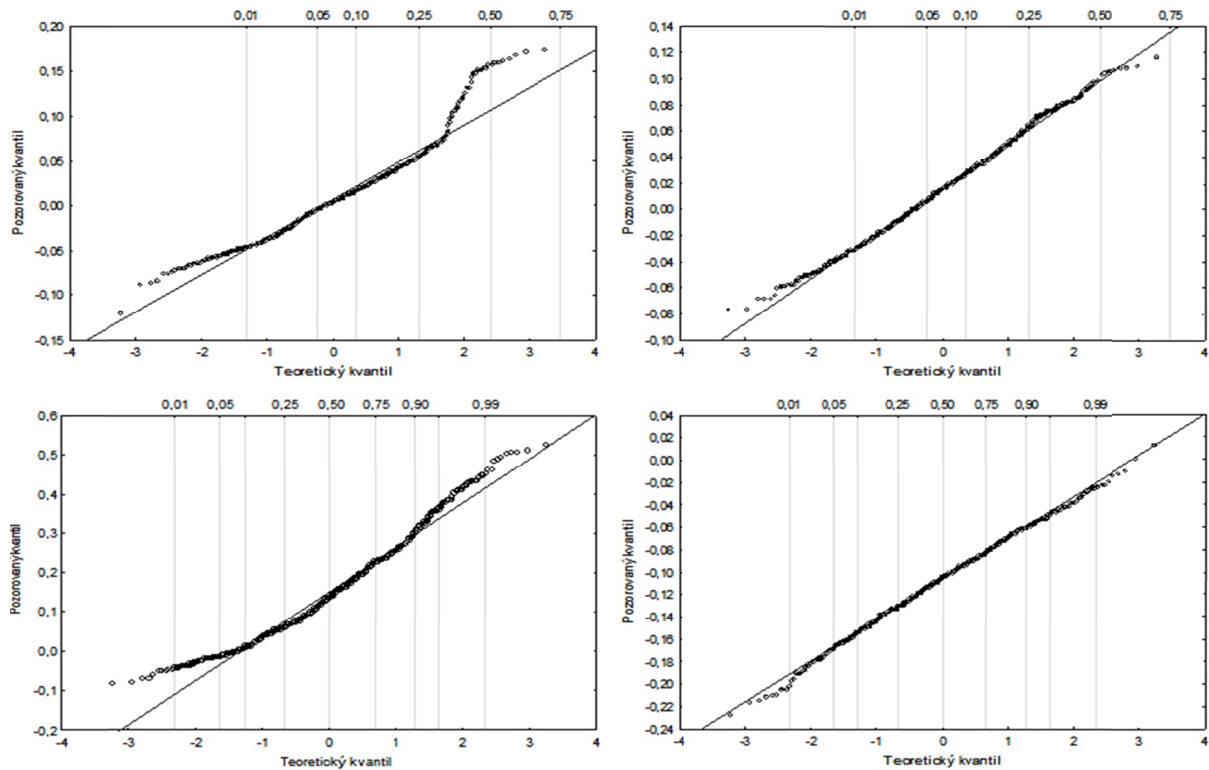 0,01 0,05 0,10 0,25 0,50 0,75
0,20
0,15
0,10
0,05
0,00
-0,05
-0,10
-0,15
Pozorovaný kvantil
-4 -3 -2 -1 0 1 2 3 4
Teoretický kvantil
0,01 0,05 0,10 0,25 0,50 0,75
0,14
0,12
0,10
0,08
0,06
0,04
0,02
0,00
-0,02
-0,04
-0,06
-0,08
-0,10
Pozorovaný kvantil
-4 -3 -2 -1 0 1 2 3 4
Teoretický kvantil
0,01 0,05 0,25 0,50 0,75 0,90 0,99
0,6
0,5
0,4
0,3
0,2
0,1
0,0
-0,1
-0,2
Pozorovaný kvantil
-4 -3 -2 -1 0 1 2 3 4
Teoretický kvantil
0,01 0,05 0,25 0,50 0,75 0,90 0,99
0,04
0,02
0,00
-0,02
-0,04
-0,06
-0,08
-0,10
-0,12
-0,14
-0,16
-0,18
-0,20
-0,22
-0,24
Pozorovaný kvantil
-4 -3 -2 -1 0 1 2 3 4
Teoretický kvantil